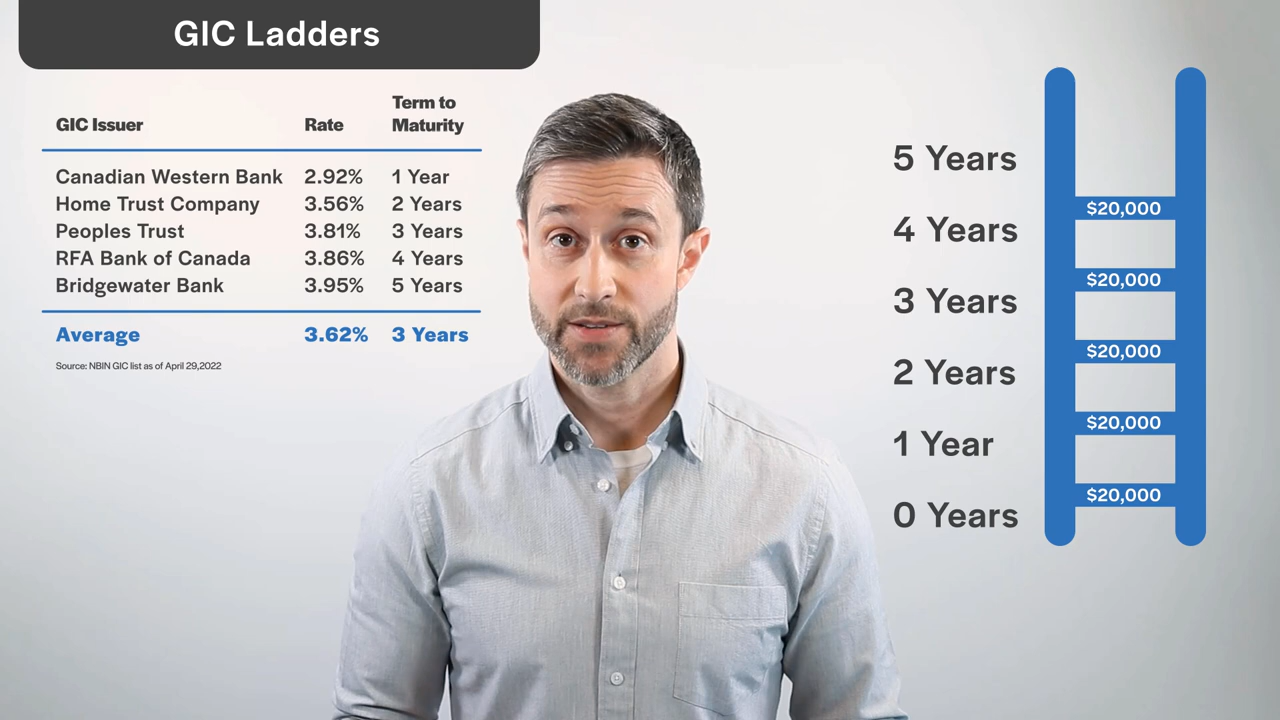 GIC Ladders
GIC Issuer Rate Term to Maturity
Canadian Western Bank 2.92% 1 Year
Home Trust Company 3.56% 2 Years
Peoples Trust 3.81% 3 Years
RFA Bank of Canada 3.86% 4 Years
Bridgewater Bank 3.95% 5 Years
Average 3.62% 3 Years
Source: NBIN GIC list as of April 29,2022
5 Years
$20,000
4 Years
$20,000
3 Years
$20,000
2 Years
$20,000
1 Year
$20,000
0 Years